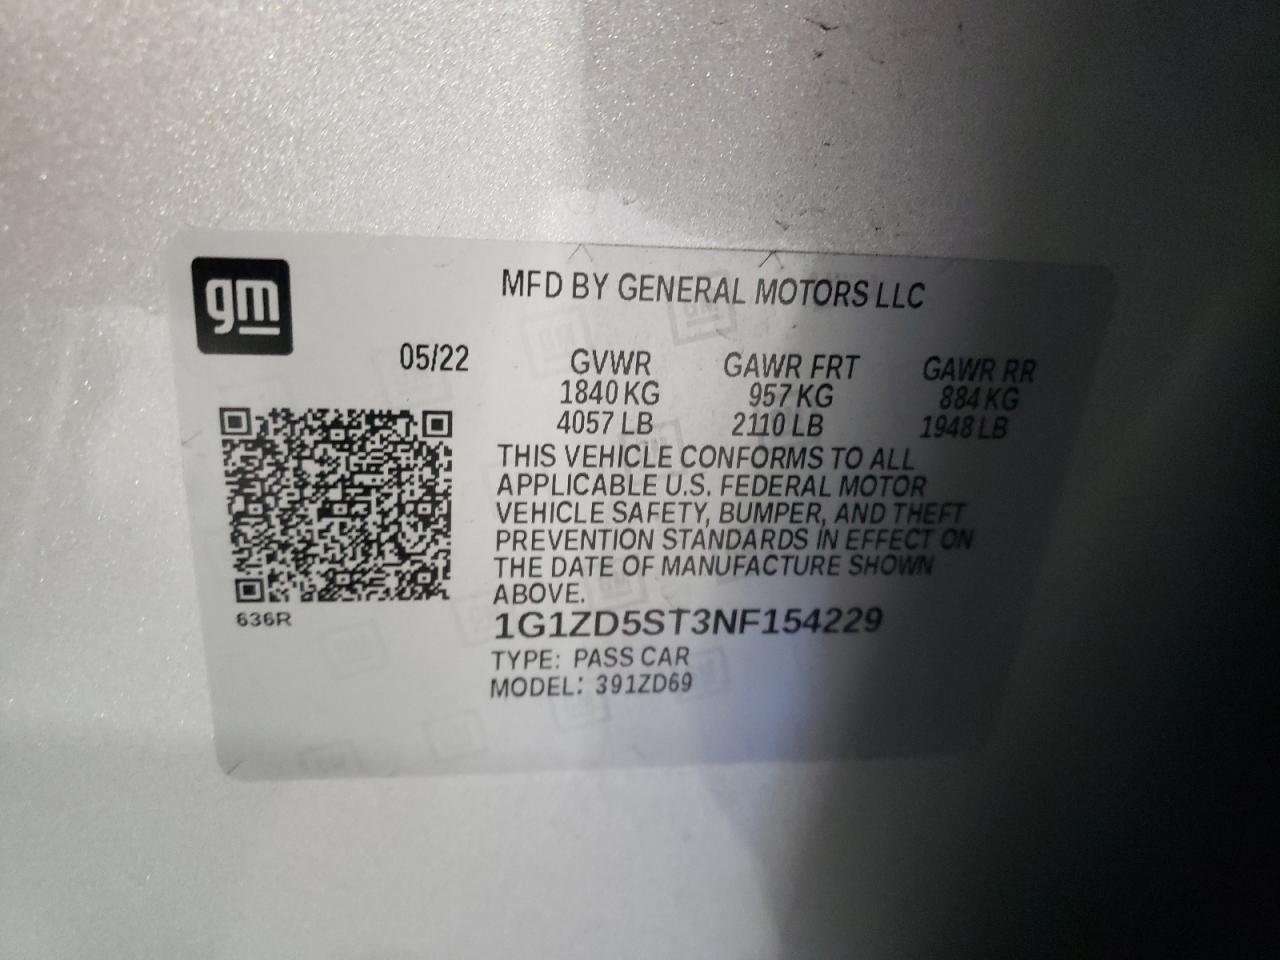 gm
MFD BY GENERAL MOTORS LLC
05/22 GVWR GAWR FRT GAWR RR
1840 KG 957 KG 884 KG
4057 LB 2110 LB 1948 LB
THIS VEHICLE CONFORMS TO ALL
APPLICABLE U.S. FEDERAL MOTOR
VEHICLE SAFETY, BUMPER, AND THEFT
PREVENTION STANDARDS IN EFFECT ON
THE DATE OF MANUFACTURE SHOWN
ABOVE.
636R
1G1ZD5ST3NF154229
TYPE: PASS CAR
MODEL: 391ZD69